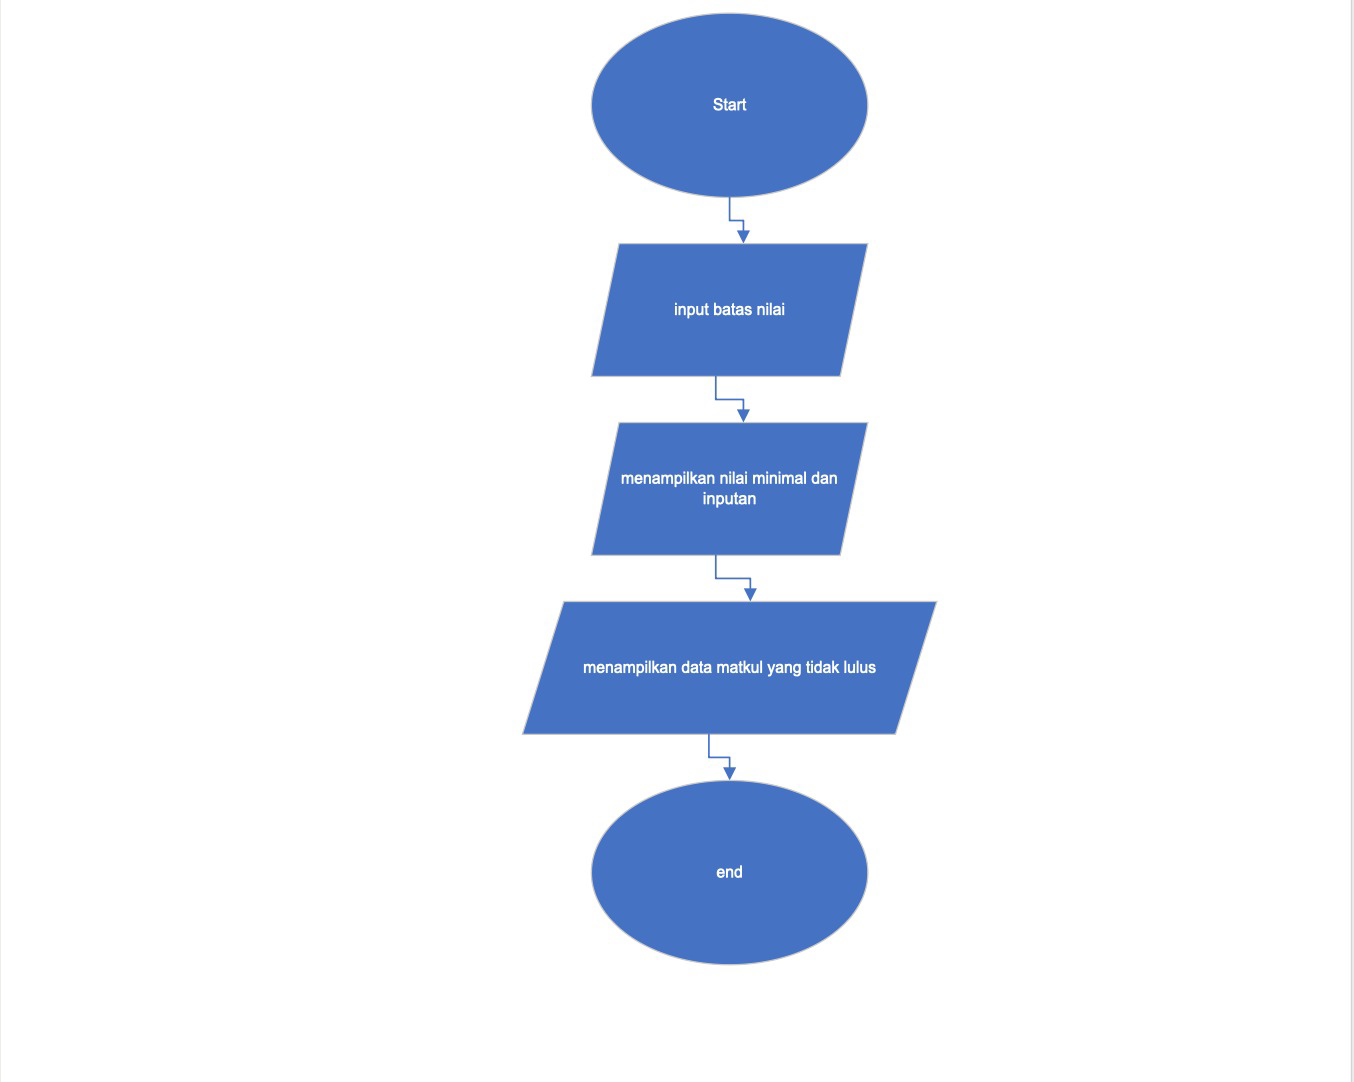 Start
input batas nilai
menampilkan nilai minimal dan
inputan
menampilkan data matkul yang tidak lulus
end